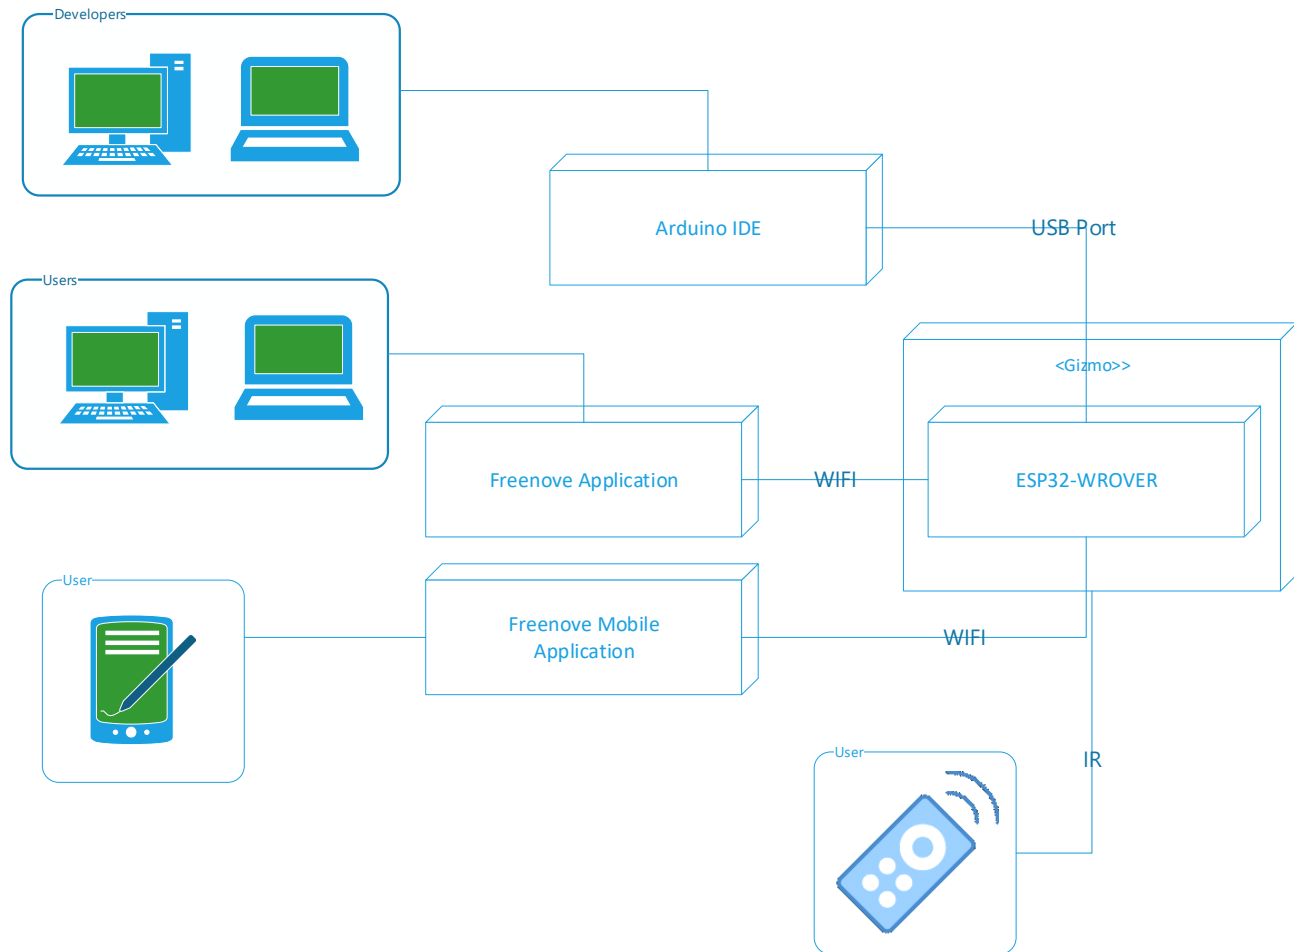 Developers
Arduino IDE
USB Port
Users
<Gizmo>>
Freenove Application
WIFI
ESP32-WROVER
User
Freenove Mobile
Application
WIFI
User
IR